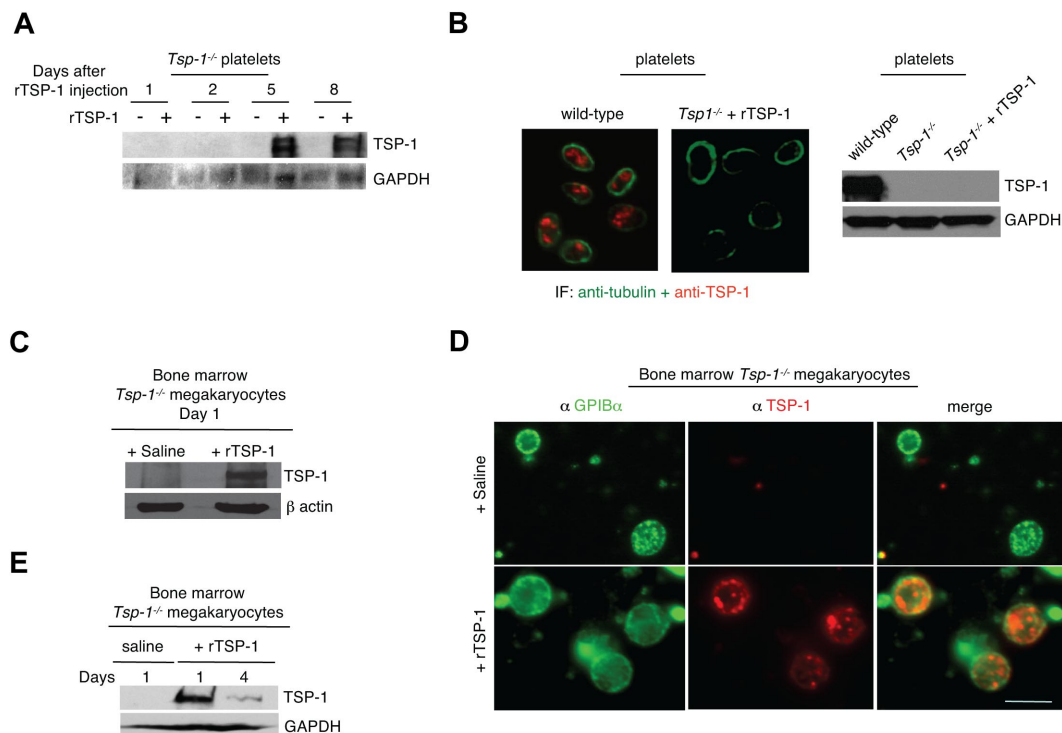 A
Tsp-1-/- platelets
Days after
rTSP-1 injection
1 2 5 8
rTSP-1 - + - + - + - +
TSP-1
GAPDH
B
platelets
wild-type
Tsp1-/- + rTSP-1
IF: anti-tubulin + anti-TSP-1
platelets
wild-type
Tsp-1-/-
Tsp-1-/- + rTSP-1
TSP-1
GAPDH
C
Bone marrow
Tsp-1-/- megakaryocytes
Day 1
+ Saline + rTSP-1
TSP-1
β actin
D
Bone marrow Tsp-1-/- megakaryocytes
α GPIBα α TSP-1 merge
+ Saline
+ rTSP-1
E
Bone marrow
Tsp-1-/- megakaryocytes
saline + rTSP-1
Days 1 1 4
TSP-1
GAPDH